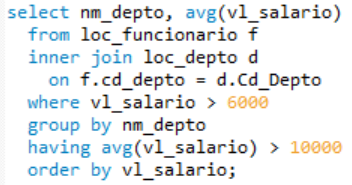 select nm_depto, avg(vl_salario)
from loc_funcionario f
inner join loc_depto d
on f.cd_depto = d.Cd_Depto
where vl_salario > 6000
group by nm_depto
having avg(vl_salario) > 10000
order by vl_salario;